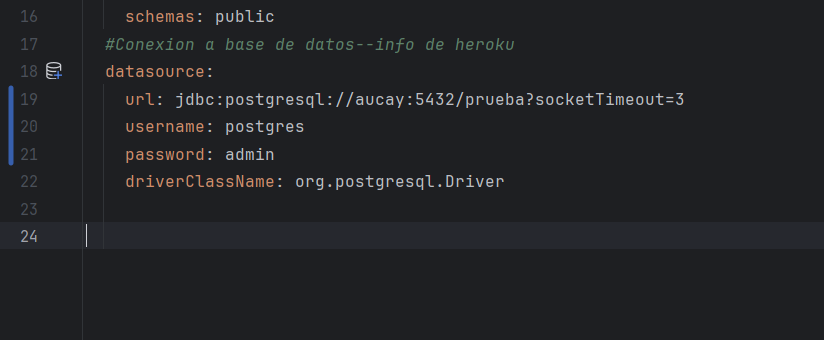 16 schemas: public
17 #Conexion a base de datos--info de heroku
18 datasource:
19 url: jdbc:postgresql://aucay:5432/prueba?socketTimeout=3
20 username: postgres
21 password: admin
22 driverClassName: org.postgresql.Driver
23
24